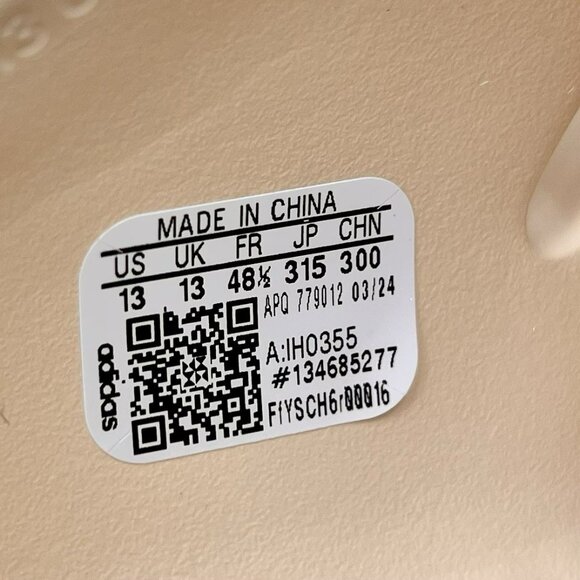 MADE IN CHINA
US UK FR JP CHN
13 13 48½ 315 300
APQ 779012 03/24
A:IH0355
#134685277
FfYSCH6r00016
adidas